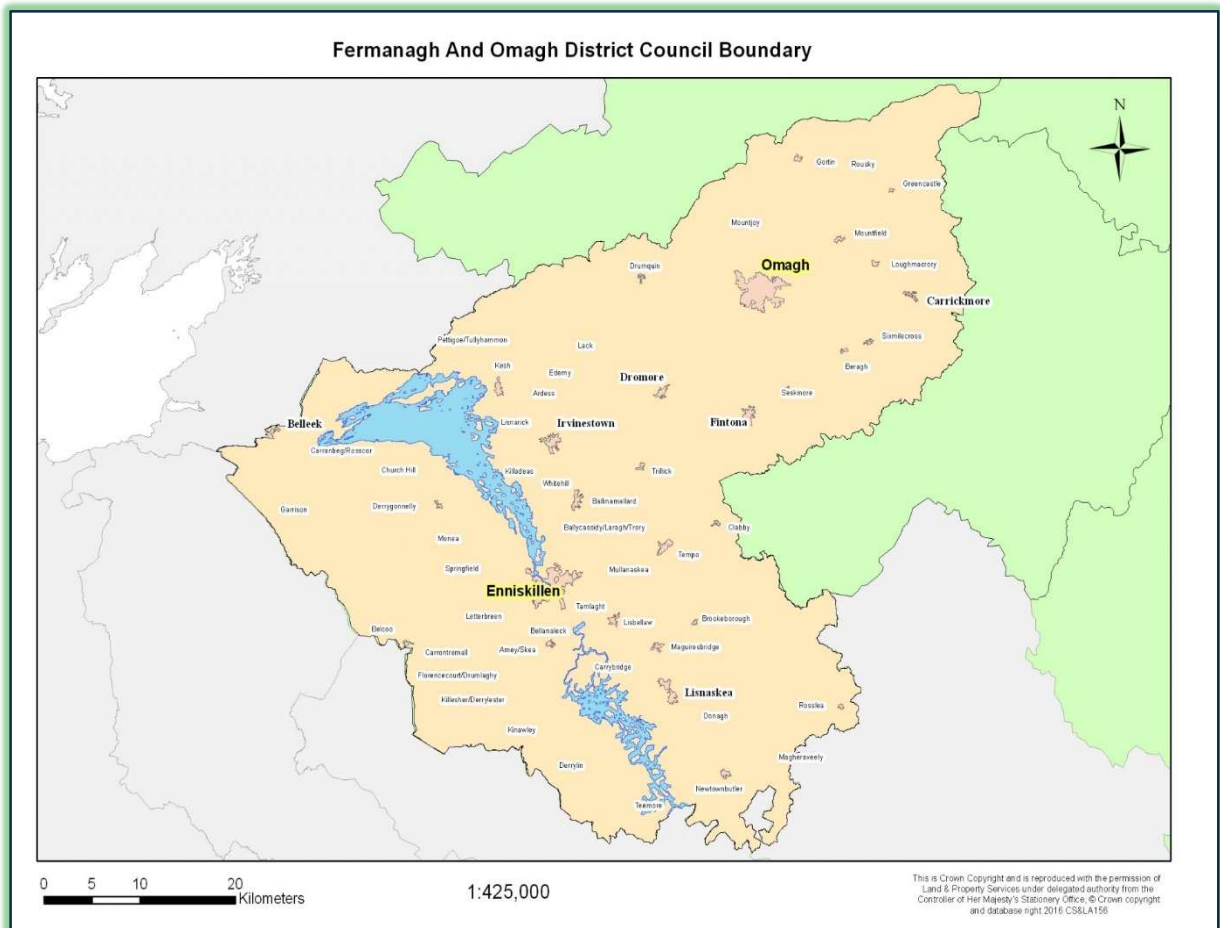 Fermanagh And Omagh District Council Boundary
N
Gortin
Rousky
Greencastle
Mountjoy
Mountfield
Drumquin
Omagh
Loughmacrory
Carrickmore
Pettigoe/Tullyhommon
Lack
Sixmilecross
Beragh
Kesh
Ederny
Ardess
Dromore
Seskinore
Belleek
Lisnarick
Irvinestown
Fintona
Carranbeg/Rosscor
Church Hill
Killadeas
Whitehill
Trillick
Garrison
Derrygonnelly
Ballinamallard
Ballycassidy/Laragh/Trory
Clabby
Monea
Tempo
Springfield
Mullanaskea
Enniskillen
Tamlaght
Letterbreen
Lisbellaw
Brookeborough
Belcoo
Bellanaleck
Carrontremall
Arney/Skea
Maguiresbridge
Carrybridge
Florencecourt/Drumlaghy
Killesher/Derrylester
Lisnaskea
Donagh
Rosslea
Kinawley
Magheraveely
Derrylin
Newtownbutler
Teemore
0 5 10 20
Kilometers
1:425,000
This is Crown Copyright and is reproduced with the permission of
Land & Property Services under delegated authority from the
Controller of Her Majesty's Stationery Office, © Crown copyright
and database right 2016 CS&LA156